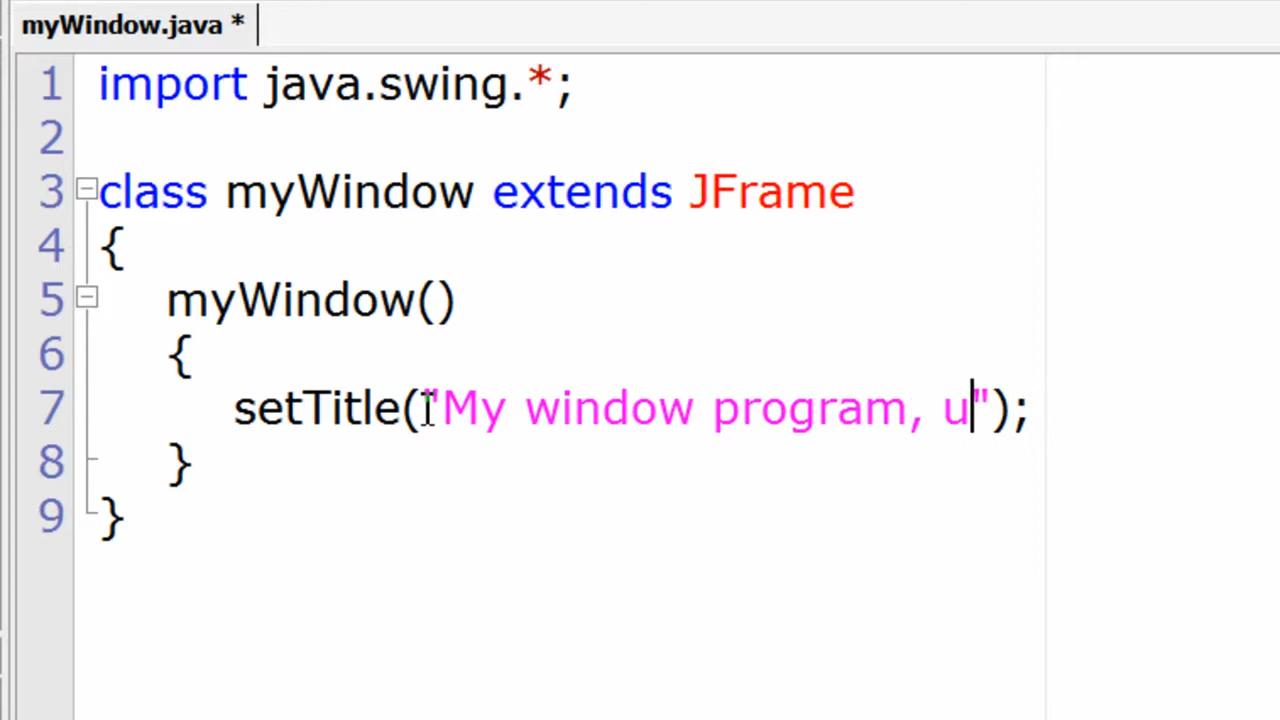 myWindow.java *
1 import java.swing.*;
2
3 class myWindow extends JFrame
4 {
5 myWindow()
6 {
7 setTitle("My window program, u");
8 }
9 }